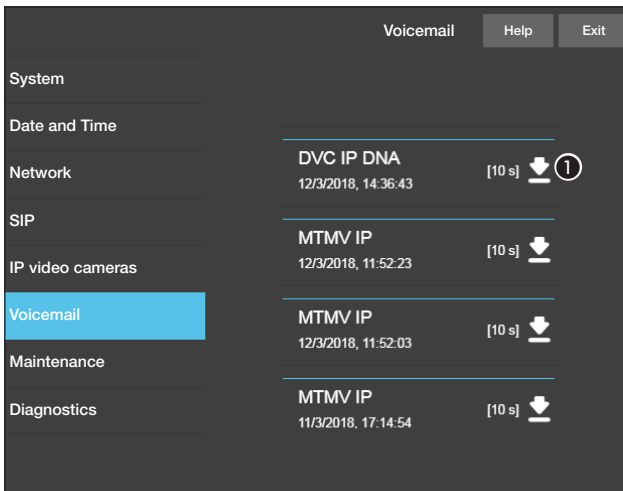 Voicemail Help Exit
System
Date and Time
Network
SIP
IP video cameras
Voicemail
Maintenance
Diagnostics
DVC IP DNA
12/3/2018, 14:36:43
[10 s] ①
MTMV IP
12/3/2018, 11:52:23
[10 s]
MTMV IP
12/3/2018, 11:52:03
[10 s]
MTMV IP
11/3/2018, 17:14:54
[10 s]